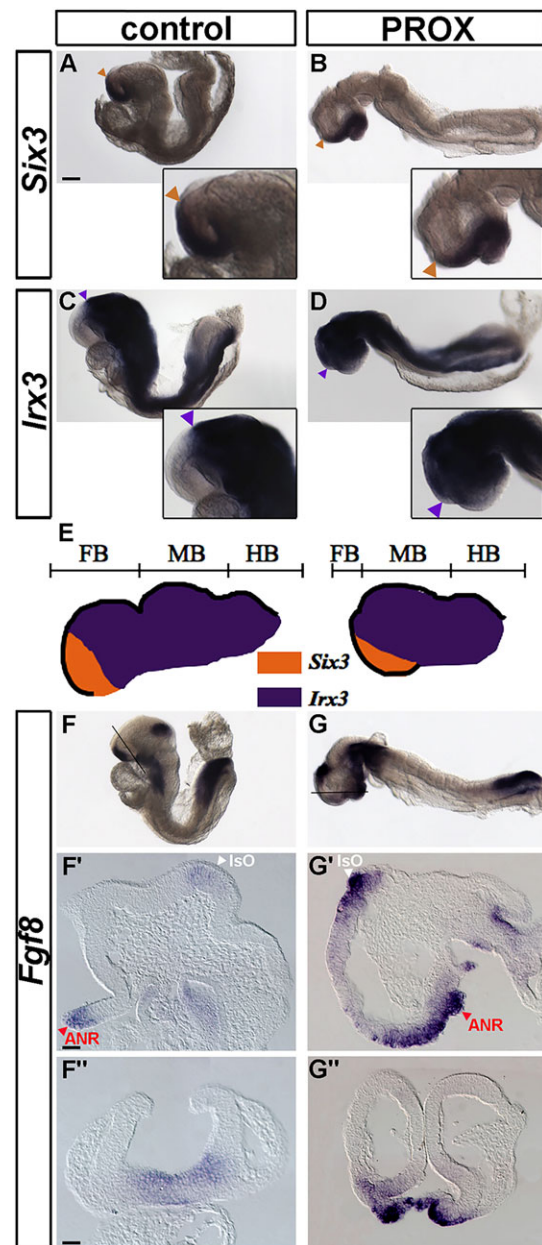 control PROX
Six3
A B
Irx3
C D
E
FB MB HB FB MB HB
Six3
Irx3
Fgf8
F G
F' IsO G' IsO
ANR ANR
F'' G''